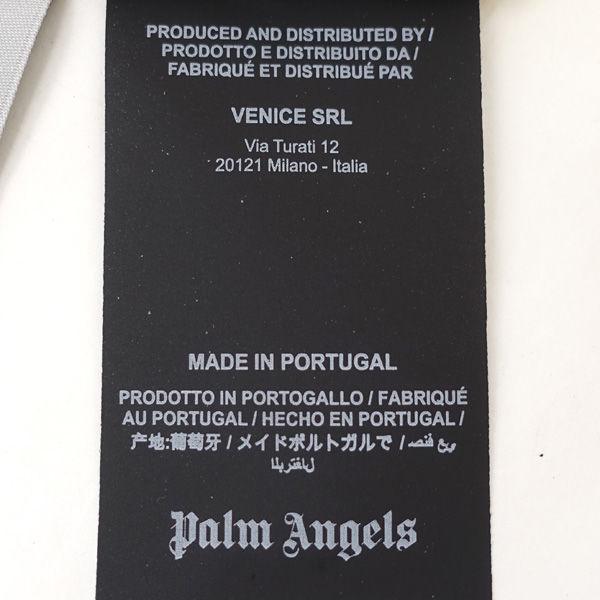 PRODUCED AND DISTRIBUTED BY /
PRODOTTO E DISTRIBUITO DA /
FABRIQUÉ ET DISTRIBUÉ PAR
VENICE SRL
Via Turati 12
20121 Milano - Italia
MADE IN PORTUGAL
PRODOTTO IN PORTOGALLO / FABRIQUÉ
AU PORTUGAL / HECHO EN PORTUGAL /
产地:葡萄牙 / メイドポルトガルで /
Palm Angels